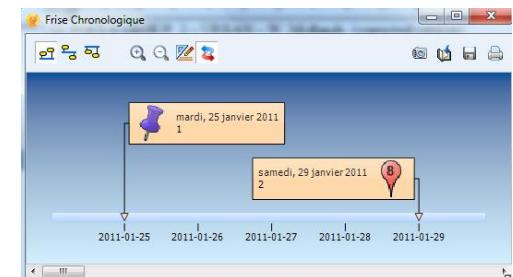 Frise Chronologique
mardi, 25 janvier 2011
1
samedi, 29 janvier 2011
2
8
2011-01-25 2011-01-26 2011-01-27 2011-01-28 2011-01-29